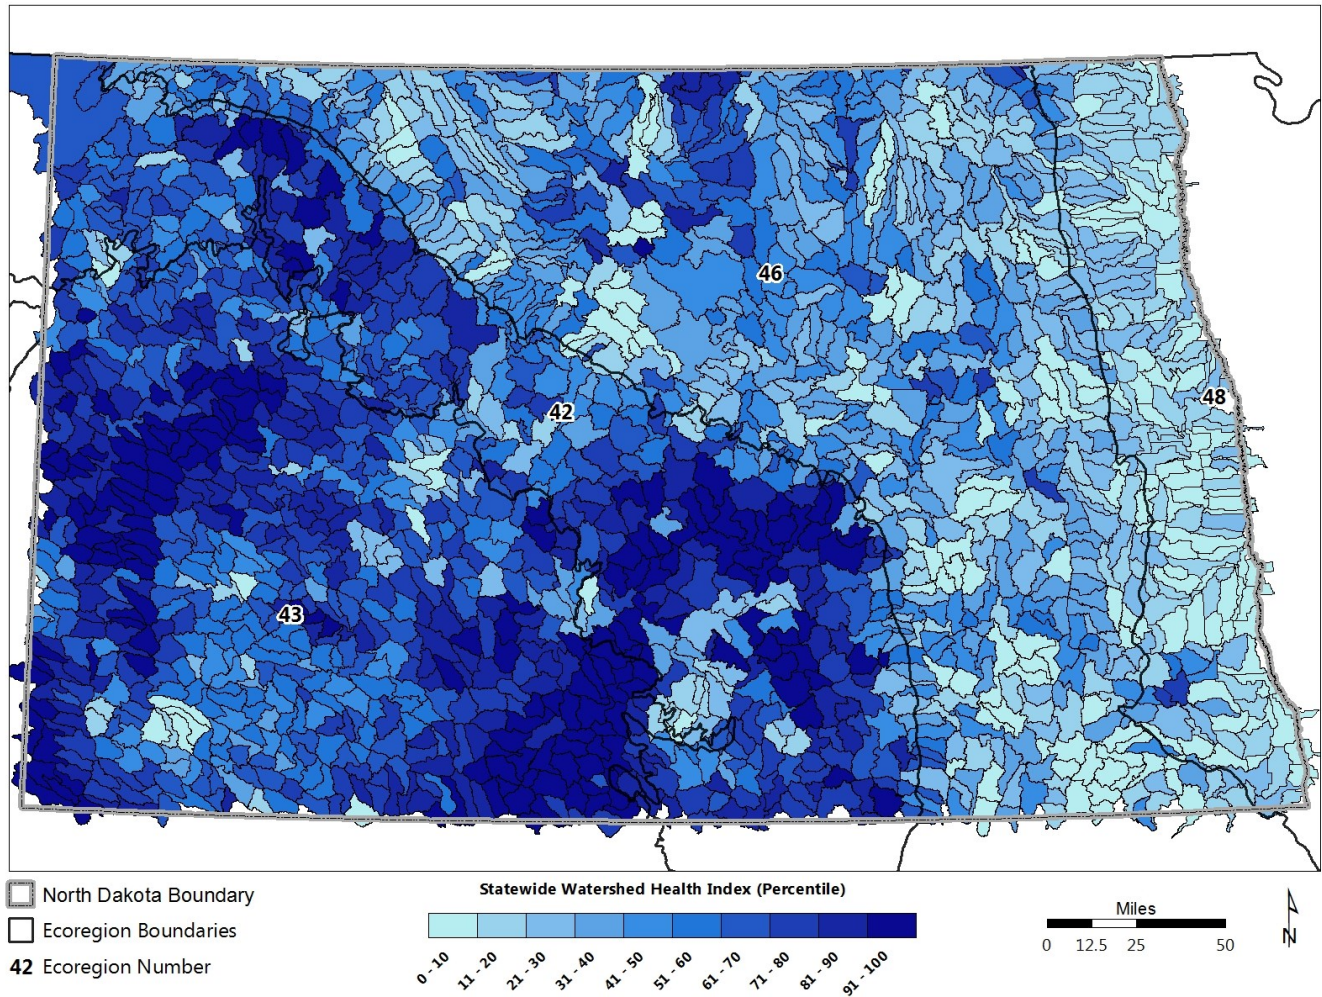 46
42
48
43
North Dakota Boundary
Ecoregion Boundaries
42 Ecoregion Number
Statewide Watershed Health Index (Percentile)
0 - 10
11 - 20
21 - 30
31 - 40
41 - 50
51 - 60
61 - 70
71 - 80
81 - 90
91 - 100
Miles
0 12.5 25 50
N